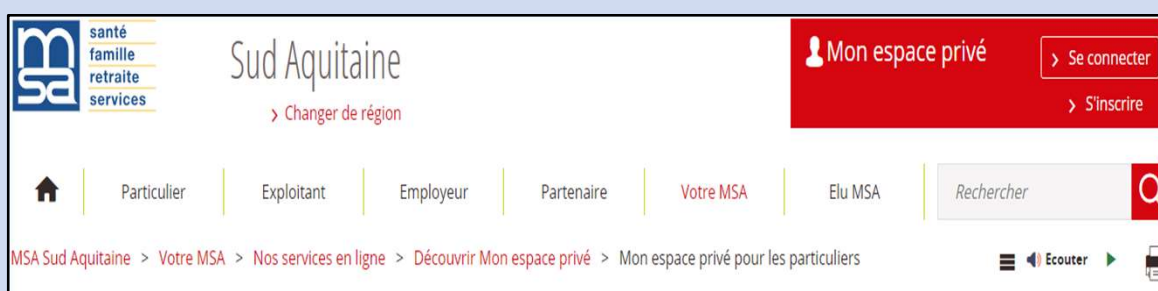 msa
santé
famille
retraite
services
Sud Aquitaine
> Changer de région
Mon espace privé
> Se connecter
> S'inscrire
Particulier Exploitant Employeur Partenaire Votre MSA Elu MSA Rechercher
MSA Sud Aquitaine > Votre MSA > Nos services en ligne > Découvrir Mon espace privé > Mon espace privé pour les particuliers Ecouter